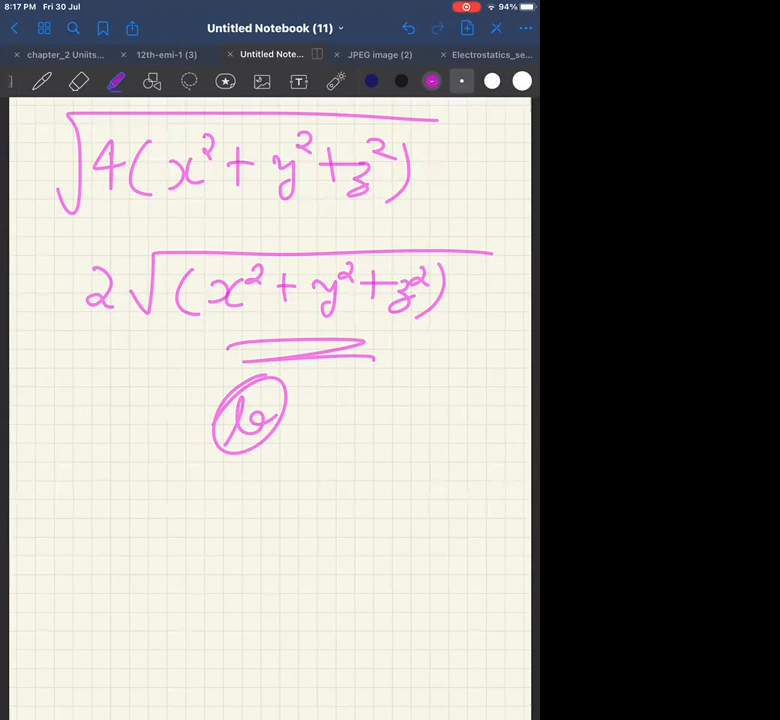 8:17 PM Fri 30 Jul 94%
Untitled Notebook (11)
chapter_2 Uniits... 12th-emi-1 (3) Untitled Note... JPEG image (2) Electrostatics_se...
√4(x²+y²+z²)
2√(x²+y²+z²)
b